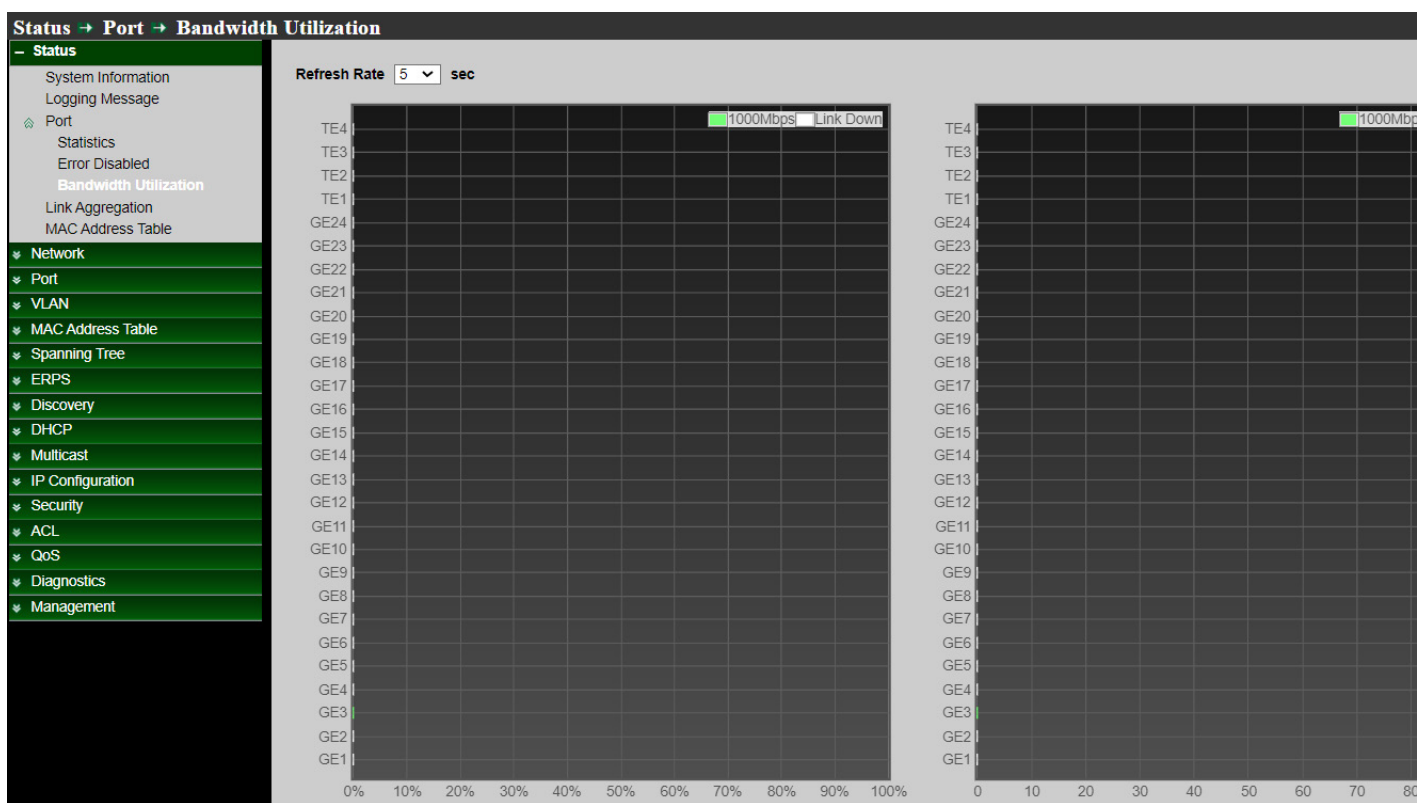 Status → Port → Bandwidth Utilization
– Status
System Information
Logging Message
Port
Statistics
Error Disabled
Bandwidth Utilization
Link Aggregation
MAC Address Table
Network
Port
VLAN
MAC Address Table
Spanning Tree
ERPS
Discovery
DHCP
Multicast
IP Configuration
Security
ACL
QoS
Diagnostics
Management
Refresh Rate 5 sec
1000Mbps Link Down
TE4
TE3
TE2
TE1
GE24
GE23
GE22
GE21
GE20
GE19
GE18
GE17
GE16
GE15
GE14
GE13
GE12
GE11
GE10
GE9
GE8
GE7
GE6
GE5
GE4
GE3
GE2
GE1
0% 10% 20% 30% 40% 50% 60% 70% 80% 90% 100%
1000Mbp
TE4
TE3
TE2
TE1
GE24
GE23
GE22
GE21
GE20
GE19
GE18
GE17
GE16
GE15
GE14
GE13
GE12
GE11
GE10
GE9
GE8
GE7
GE6
GE5
GE4
GE3
GE2
GE1
0 10 20 30 40 50 60 70 80